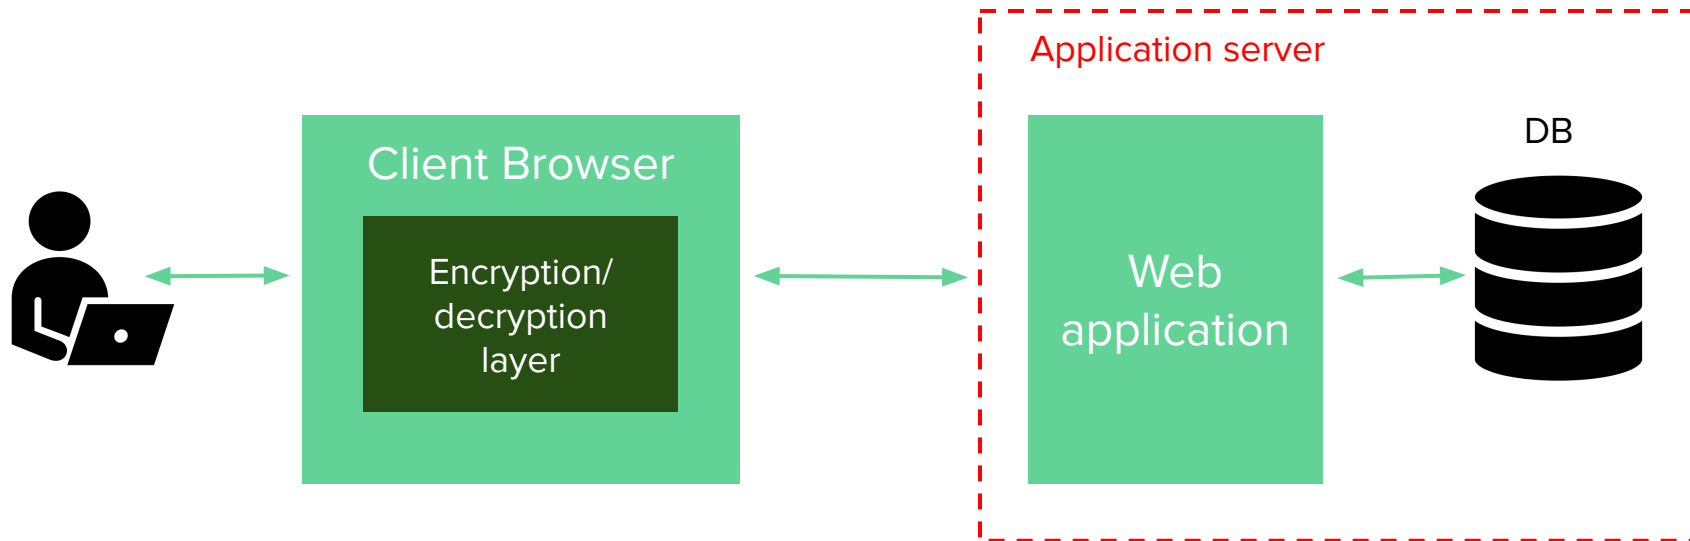 Application server
DB
Client Browser
Encryption/
decryption
layer
Web
application